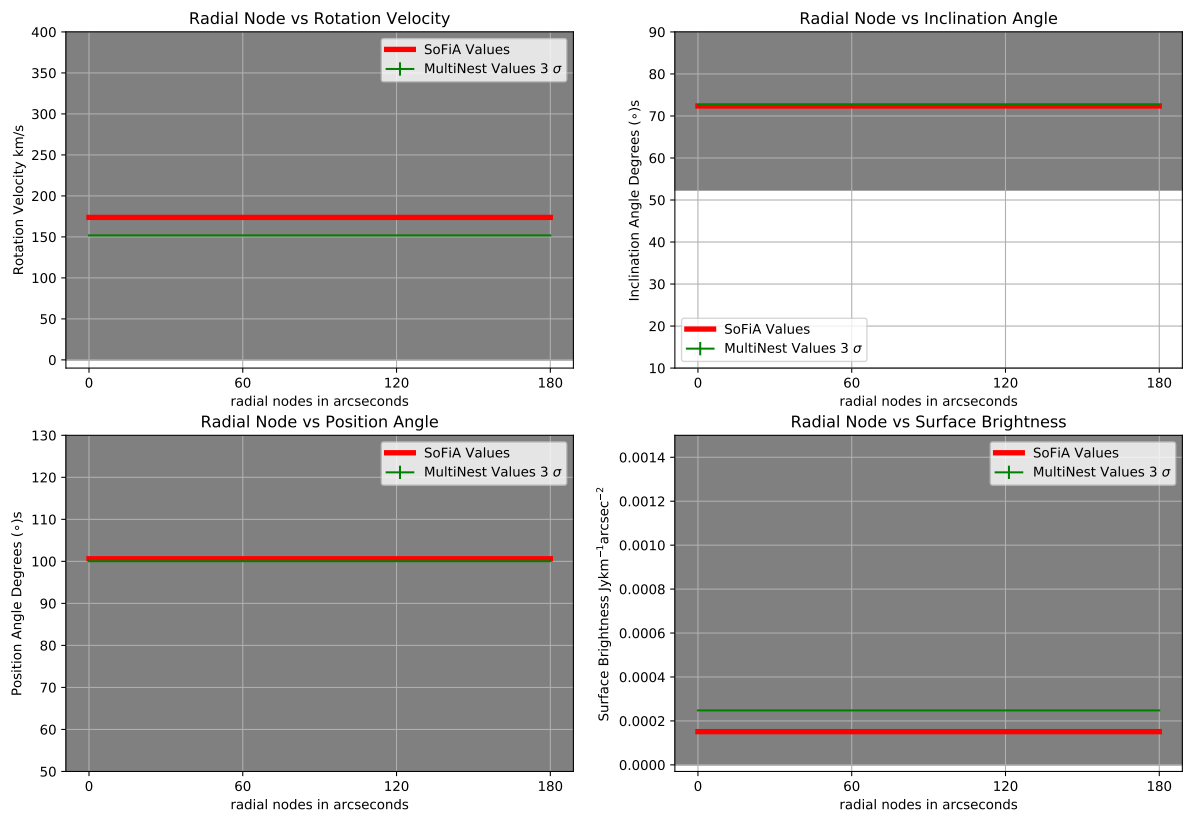 Radial Node vs Rotation Velocity
400
350
300
250
200
150
100
50
0
Rotation Velocity km/s
SoFiA Values
MultiNest Values 3 σ
0 60 120 180
radial nodes in arcseconds
Radial Node vs Inclination Angle
90
80
70
60
50
40
30
20
10
Inclination Angle Degrees (∘)s
SoFiA Values
MultiNest Values 3 σ
0 60 120 180
radial nodes in arcseconds
Radial Node vs Position Angle
130
120
110
100
90
80
70
60
50
Position Angle Degrees (∘)s
SoFiA Values
MultiNest Values 3 σ
0 60 120 180
radial nodes in arcseconds
Radial Node vs Surface Brightness
0.0014
0.0012
0.0010
0.0008
0.0006
0.0004
0.0002
0.0000
Surface Brightness Jykm⁻¹arcsec⁻²
SoFiA Values
MultiNest Values 3 σ
0 60 120 180
radial nodes in arcseconds